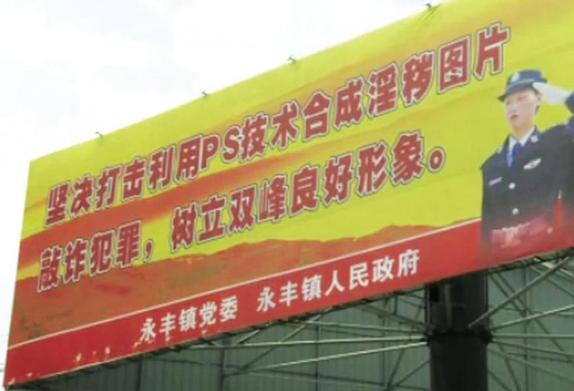 坚决打击利用PS技术合成淫秽图片
敲诈犯罪，树立双峰良好形象。
永丰镇党委 永丰镇人民政府